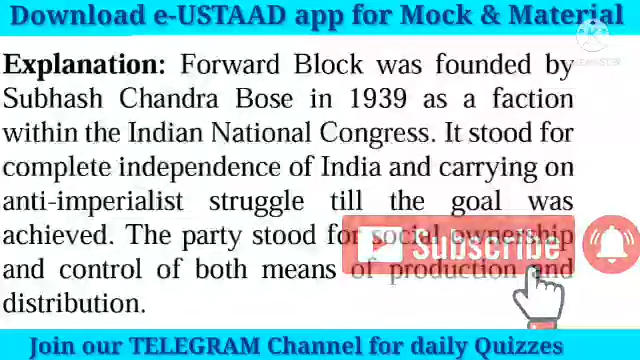 Download e-USTAAD app for Mock & Material
Explanation: Forward Block was founded by
Subhash Chandra Bose in 1939 as a faction
within the Indian National Congress. It stood for
complete independence of India and carrying on
anti-imperialist struggle till the goal was
achieved. The party stood for social ownership
and control of both means of production and
distribution.
Subscribe
Join our TELEGRAM Channel for daily Quizzes